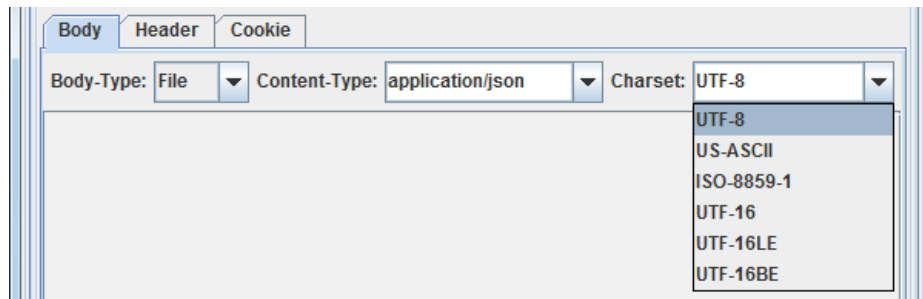 Body Header Cookie
Body-Type: File Content-Type: application/json Charset: UTF-8
UTF-8
US-ASCII
ISO-8859-1
UTF-16
UTF-16LE
UTF-16BE